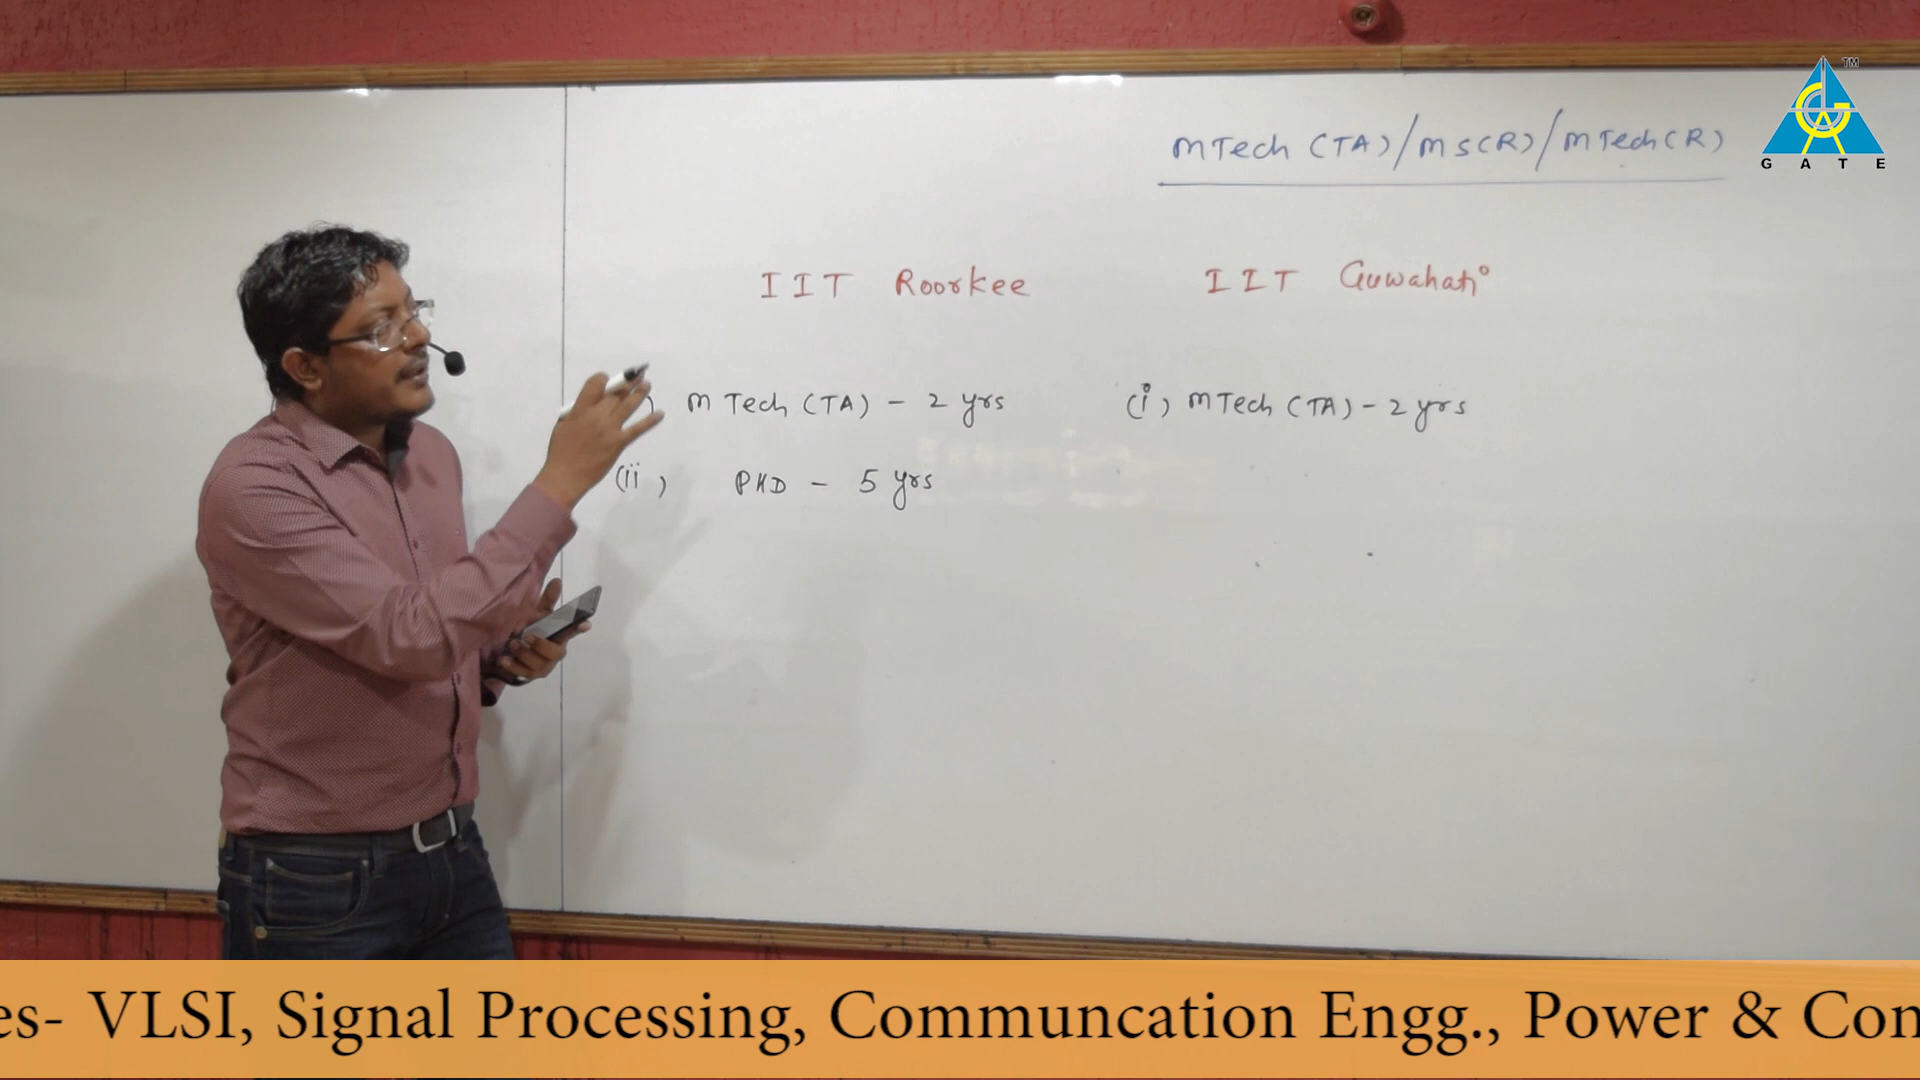 MTech (TA)/MS(R)/MTech(R)
TM
G A T E
IIT Roorkee
IIT Guwahati
) MTech (TA) - 2 yrs
(i) MTech (TA) - 2 yrs
(ii) PHD - 5 yrs
es- VLSI, Signal Processing, Communcation Engg., Power & Con